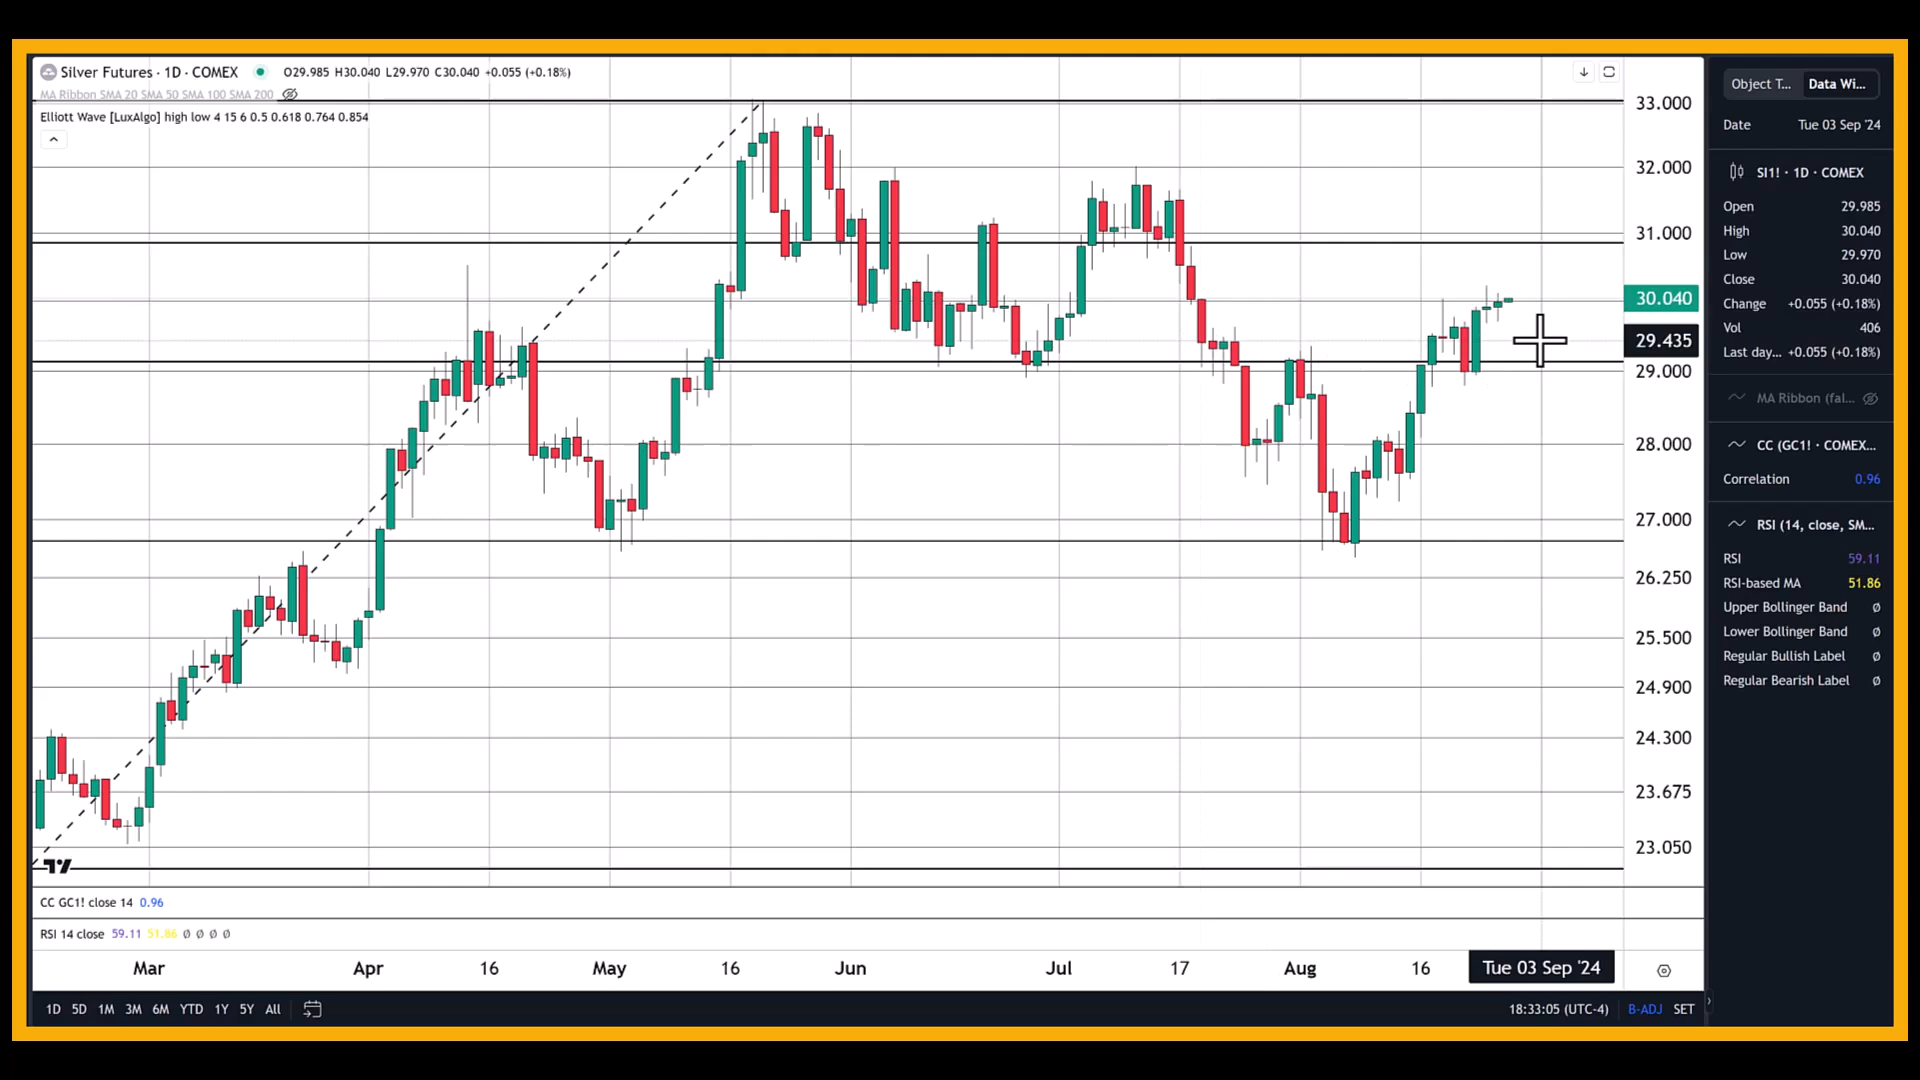 Silver Futures · 1D · COMEX O29.985 H30.040 L29.970 C30.040 +0.055 (+0.18%)
MA Ribbon SMA 20 SMA 50 SMA 100 SMA 200
Elliott Wave [LuxAlgo] high low 4 15 6 0.5 0.618 0.764 0.854
33.000
32.000
31.000
30.040
29.435
29.000
28.000
27.000
26.250
25.500
24.900
24.300
23.675
23.050
CC GC1! close 14 0.96
RSI 14 close 59.11 51.86 ∅ ∅ ∅ ∅
Mar Apr 16 May 16 Jun Jul 17 Aug 16 Tue 03 Sep '24
1D 5D 1M 3M 6M YTD 1Y 5Y All 18:33:05 (UTC-4) B-ADJ SET
Object T... Data Wi...
Date Tue 03 Sep '24
SI1! · 1D · COMEX
Open 29.985
High 30.040
Low 29.970
Close 30.040
Change +0.055 (+0.18%)
Vol 406
Last day... +0.055 (+0.18%)
MA Ribbon (fal...
CC (GC1! · COMEX...
Correlation 0.96
RSI (14, close, SM...
RSI 59.11
RSI-based MA 51.86
Upper Bollinger Band ∅
Lower Bollinger Band ∅
Regular Bullish Label ∅
Regular Bearish Label ∅